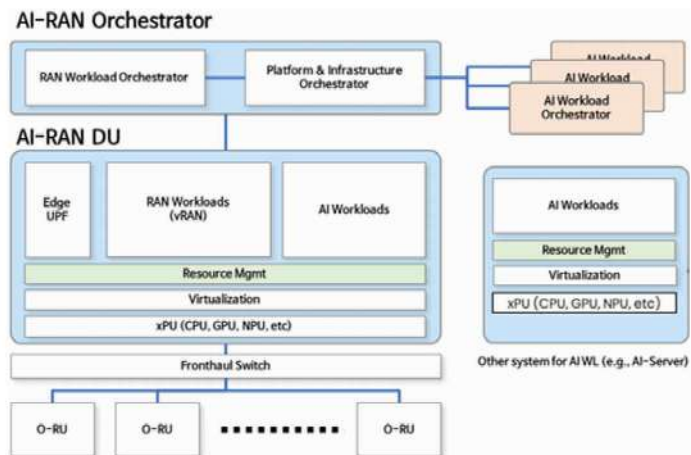 AI-RAN Orchestrator
RAN Workload Orchestrator
Platform & Infrastructure
Orchestrator
AI Workload
AI Workload
AI Workload
Orchestrator
AI-RAN DU
Edge
UPF
RAN Workloads
(vRAN)
AI Workloads
Resource Mgmt
Virtualization
xPU (CPU, GPU, NPU, etc)
Fronthaul Switch
O-RU
O-RU
O-RU
AI Workloads
Resource Mgmt
Virtualization
xPU (CPU, GPU, NPU, etc)
Other system for AI WL (e.g., AI-Server)